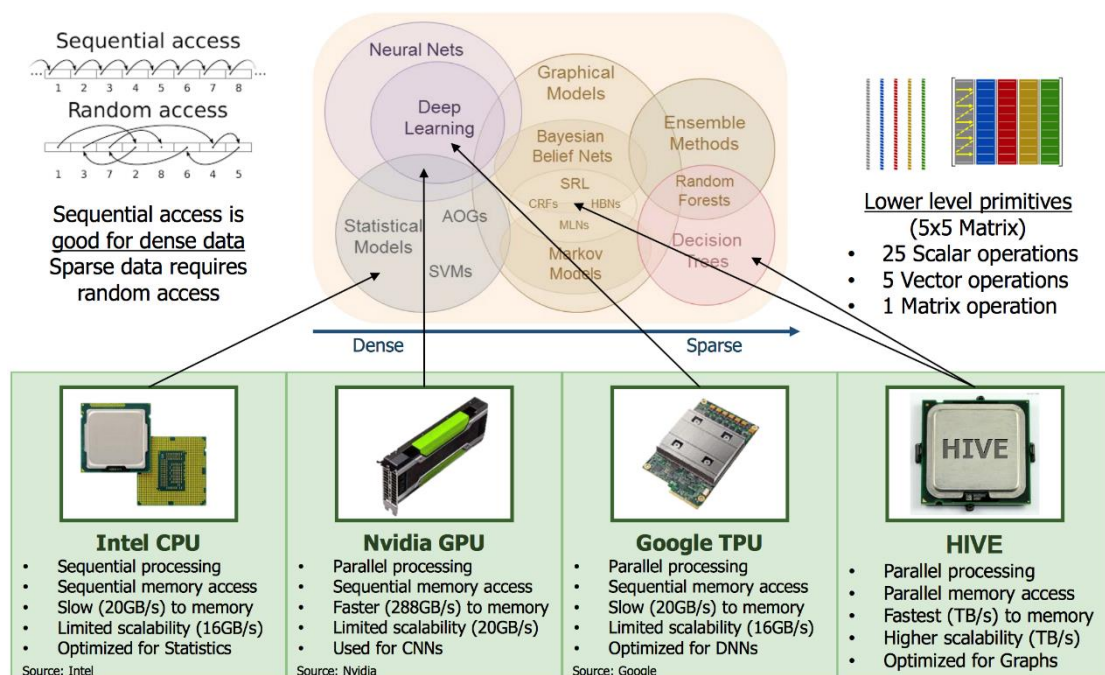 Sequential access
... ...
1 2 3 4 5 6 7 8
Random access
1 3 7 2 8 6 4 5
Sequential access is
good for dense data
Sparse data requires
random access
Neural Nets
Deep
Learning
Statistical
Models
AOGs
SVMs
Graphical
Models
Bayesian
Belief Nets
SRL
CRFs HBNs
MLNs
Markov
Models
Ensemble
Methods
Random
Forests
Decision
Trees
Dense Sparse
Lower level primitives
(5x5 Matrix)
• 25 Scalar operations
• 5 Vector operations
• 1 Matrix operation
Intel CPU
• Sequential processing
• Sequential memory access
• Slow (20GB/s) to memory
• Limited scalability (16GB/s)
• Optimized for Statistics
Source: Intel
Nvidia GPU
• Parallel processing
• Sequential memory access
• Faster (288GB/s) to memory
• Limited scalability (20GB/s)
• Used for CNNs
Source: Nvidia
Google TPU
• Parallel processing
• Sequential memory access
• Slow (20GB/s) to memory
• Limited scalability (16GB/s)
• Optimized for DNNs
Source: Google
HIVE
HIVE
• Parallel processing
• Parallel memory access
• Fastest (TB/s) to memory
• Higher scalability (TB/s)
• Optimized for Graphs